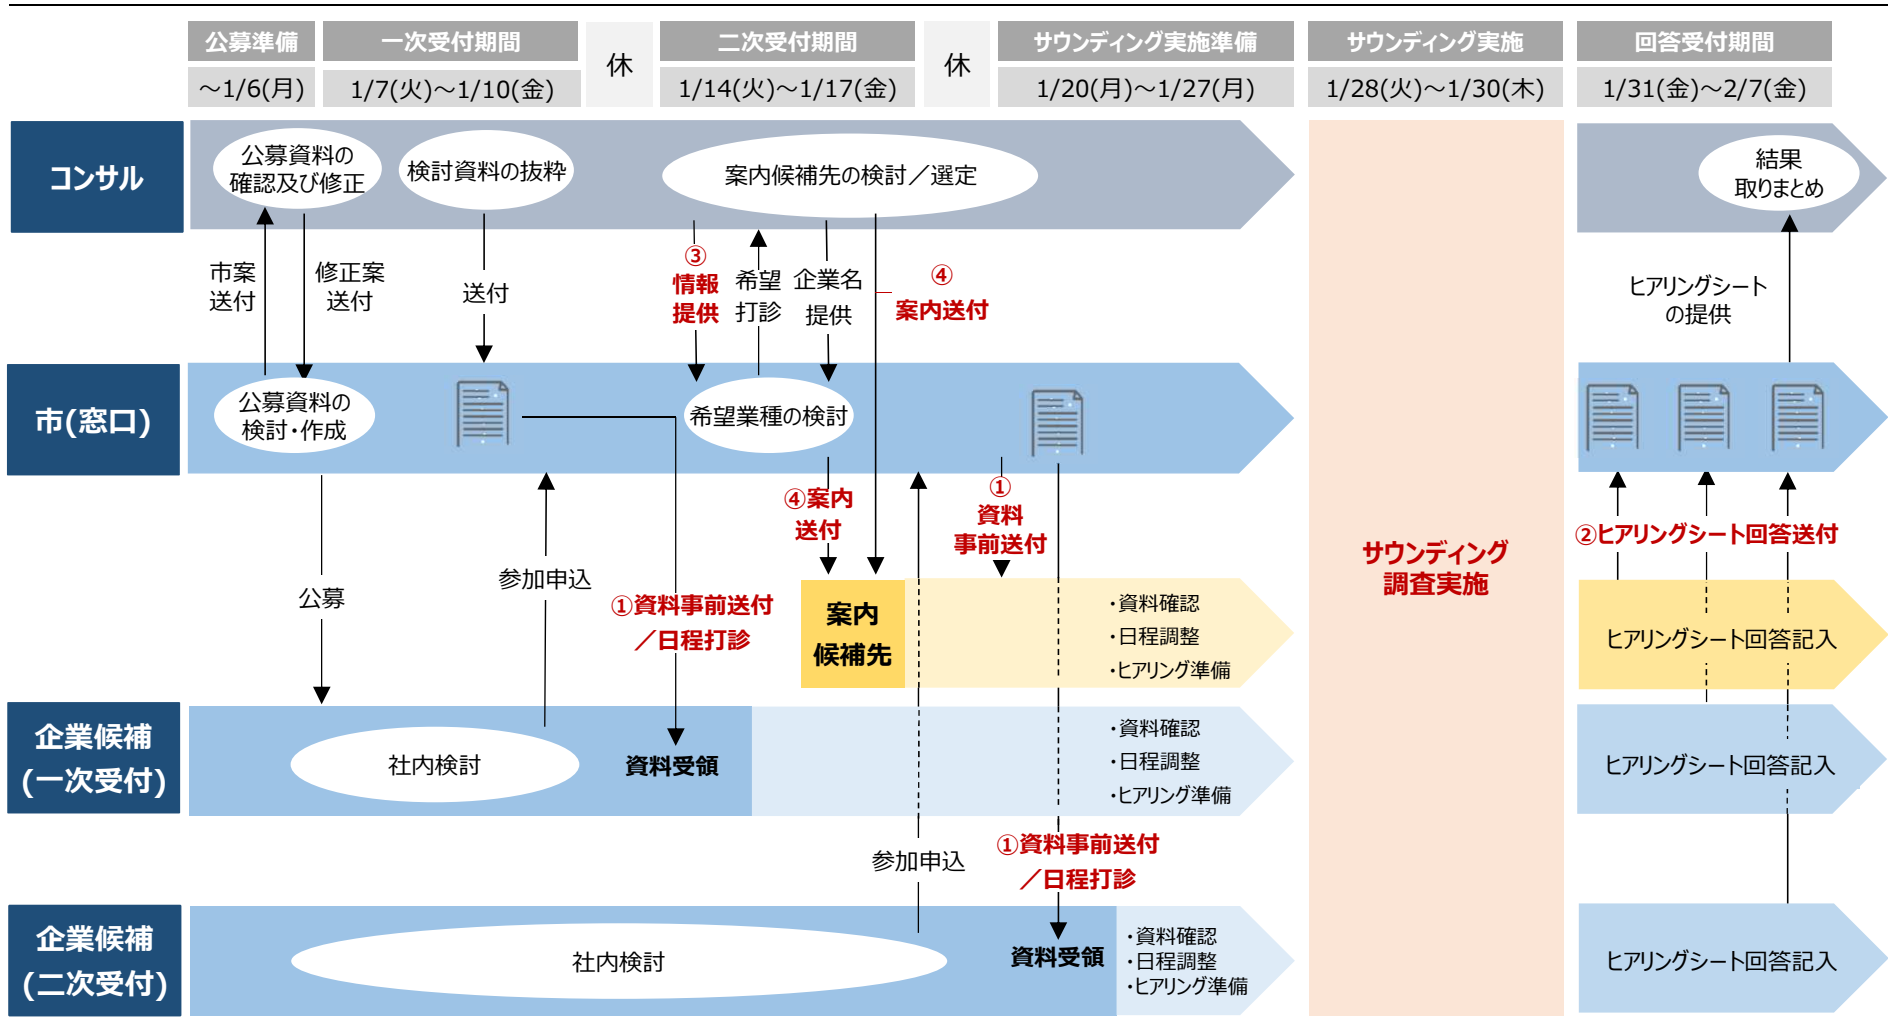 公募準備
一次受付期間
休
二次受付期間
休
サウンディング実施準備
サウンディング実施
回答受付期間
～1/6(月)
1/7(火)～1/10(金)
1/14(火)～1/17(金)
1/20(月)～1/27(月)
1/28(火)～1/30(木)
1/31(金)～2/7(金)
コンサル
公募資料の
確認及び修正
検討資料の抜粋
案内候補先の検討／選定
結果
取りまとめ
市案
送付
修正案
送付
送付
③
情報
提供
希望
打診
企業名
提供
④
案内送付
ヒアリングシート
の提供
市(窓口)
公募資料の
検討・作成
希望業種の検討
公募
参加申込
①資料事前送付
／日程打診
④案内
送付
①
資料
事前送付
サウンディング
調査実施
②ヒアリングシート回答送付
案内
候補先
・資料確認
・日程調整
・ヒアリング準備
ヒアリングシート回答記入
企業候補
(一次受付)
社内検討
資料受領
・資料確認
・日程調整
・ヒアリング準備
ヒアリングシート回答記入
参加申込
①資料事前送付
／日程打診
企業候補
(二次受付)
社内検討
資料受領
・資料確認
・日程調整
・ヒアリング準備
ヒアリングシート回答記入